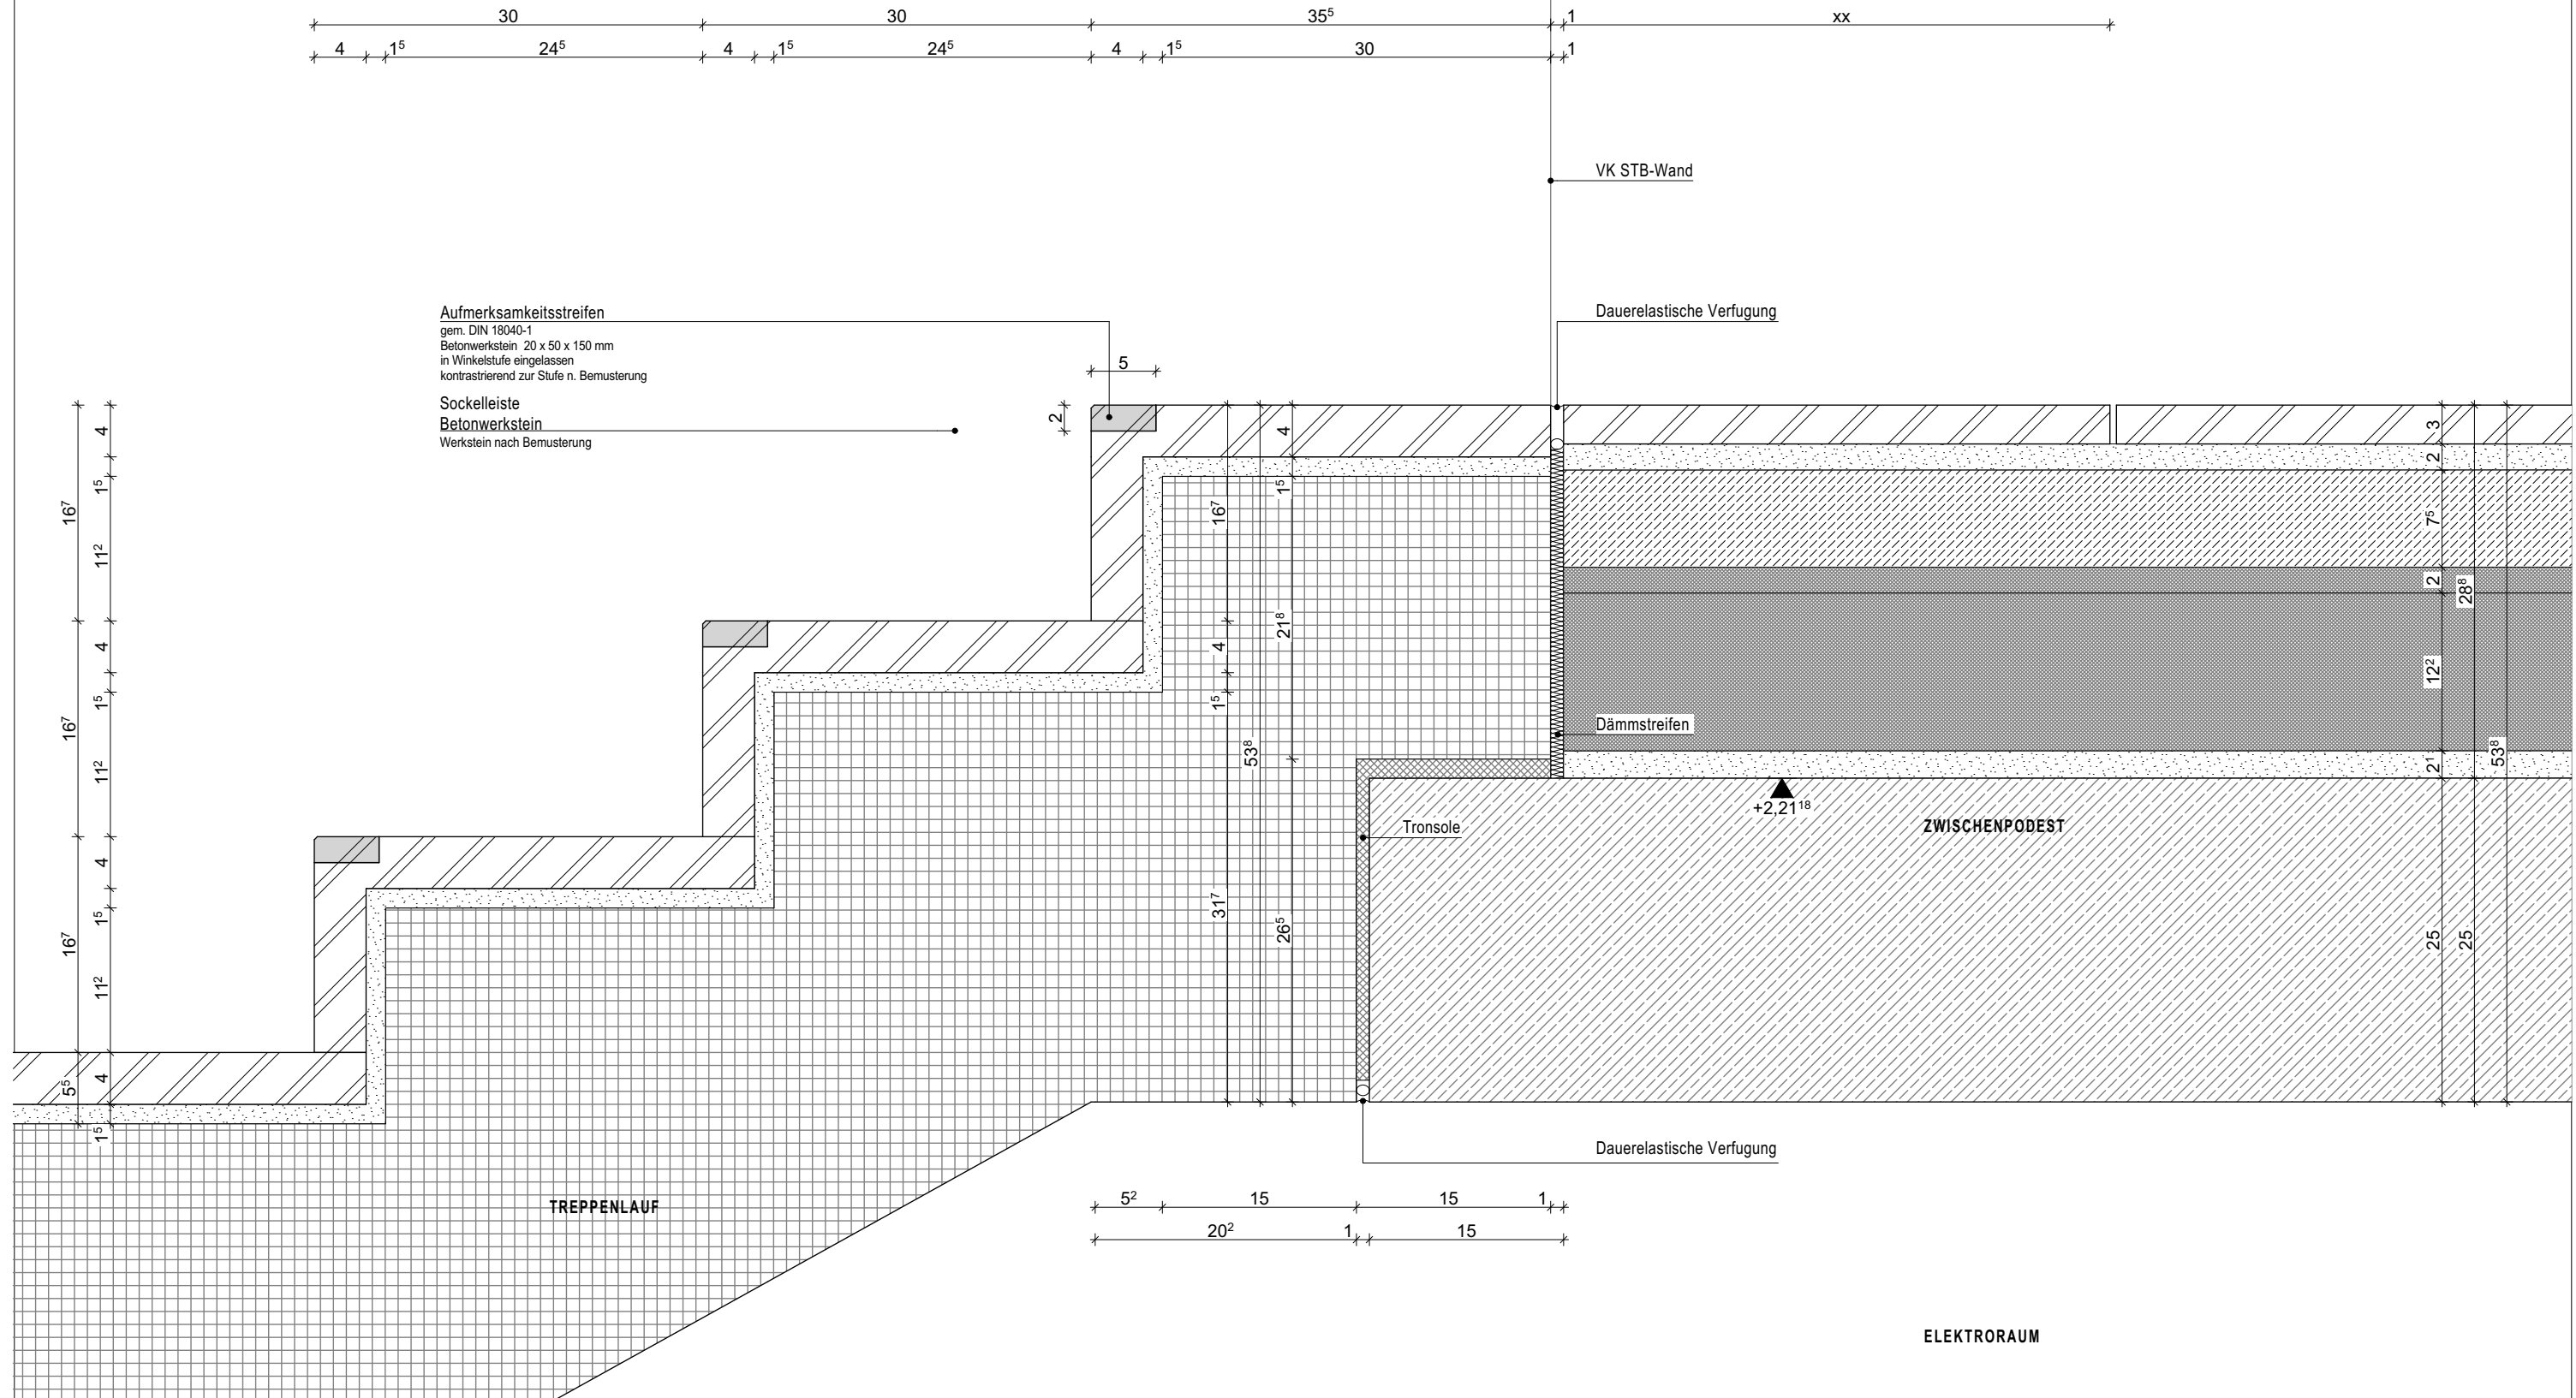 30 30 35⁵ 1 xx
4 1⁵ 24⁵ 4 1⁵ 24⁵ 4 1⁵ 30 1
VK STB-Wand
Aufmerksamkeitsstreifen
gem. DIN 18040-1
Betonwerkstein 20 x 50 x 150 mm
in Winkelstufe eingelassen
kontrastrierend zur Stufe n. Bemusterung
Sockelleiste
Betonwerkstein
Werkstein nach Bemusterung
Dauerelastische Verfugung
5
2
16⁷ 16⁷ 16⁷ 5⁵
4 1⁵ 11² 4 1⁵ 11² 4 1⁵ 11² 4 1⁵
16⁷ 4 1⁵ 31⁷
53⁸
4 1⁵ 21⁸ 26⁵
3 2 7⁵ 2 12² 2¹ 25
28⁸ 25
53⁸
Dämmstreifen
+2,21¹⁸
ZWISCHENPODEST
Tronsole
Dauerelastische Verfugung
5² 15 15 1
20² 1 15
TREPPENLAUF
ELEKTRORAUM